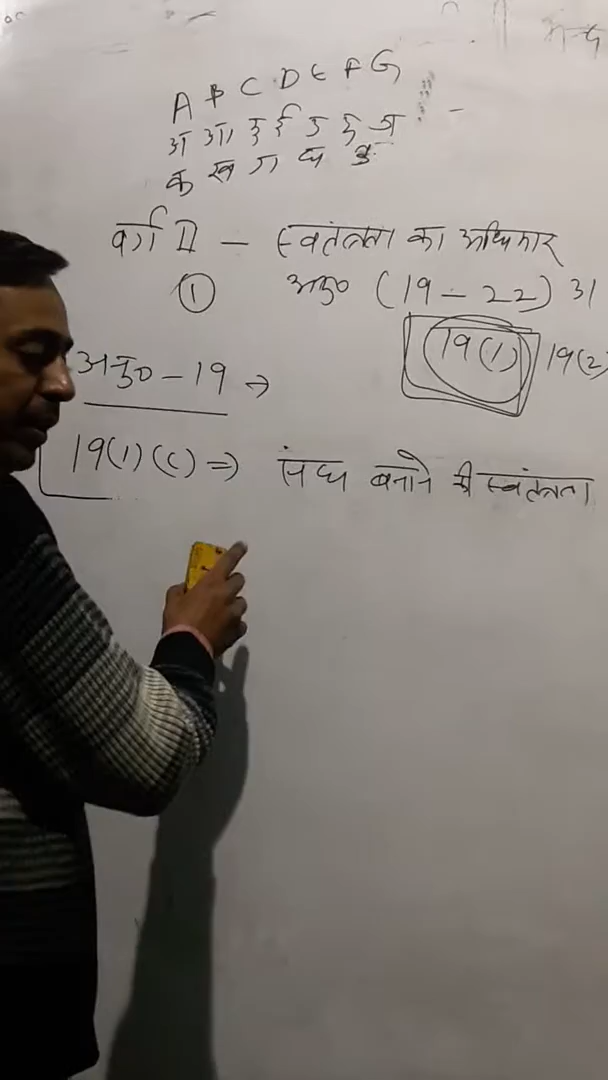 A B C D E F G
अ आ इ ई उ ई ञ
क ख ग घ ङ
वर्ग II – स्वतंत्रता का अधिकार
① अनु० (19 – 22) अ
19(1) 19(2)
अनु० – 19 →
19(1)(c) ⇒ संघ बनाने की स्वतंत्रता